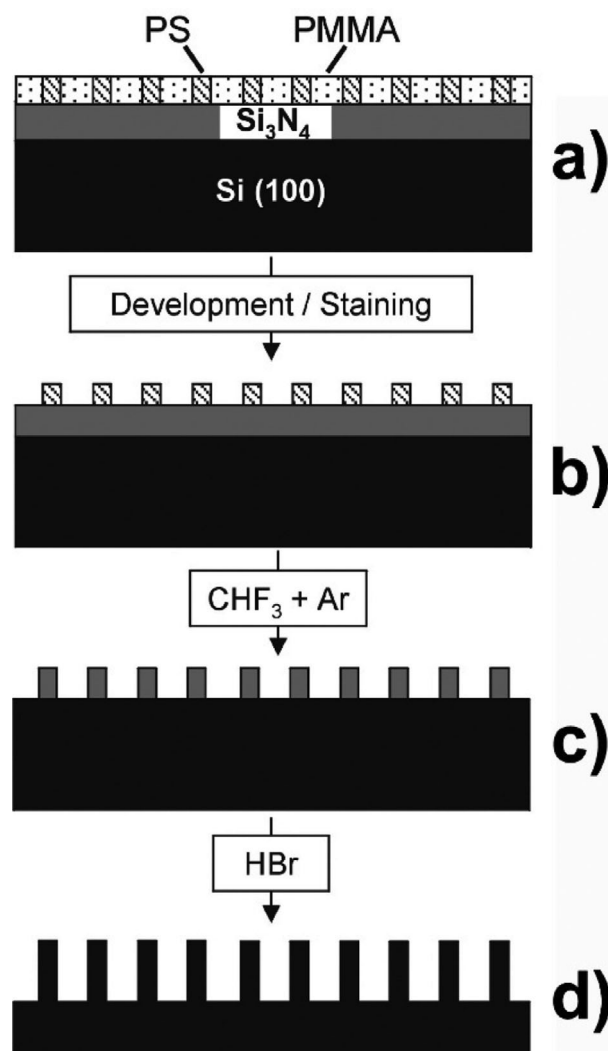 PS PMMA
Si₃N₄
a)
Si (100)
Development / Staining
b)
CHF₃ + Ar
c)
HBr
d)